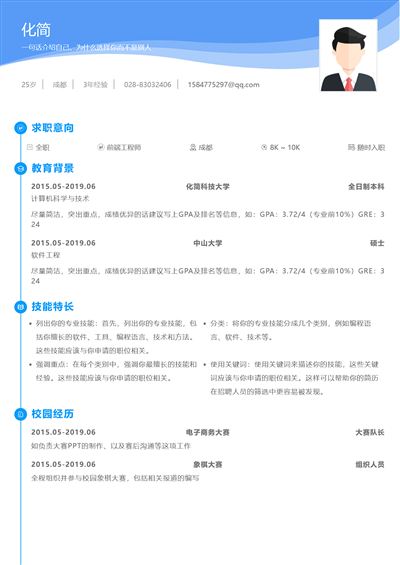 化简
一句话介绍自己，为什么选择你而不是别人
25岁 成都 3年经验 028-83032406 1584775297@qq.com
求职意向
全职 前端工程师 成都 8K ~ 10K 随时入职
教育背景
2015.05-2019.06 化简科技大学 全日制本科
计算机科学与技术
尽量简洁，突出重点，成绩优异的话建议写上GPA及排名等信息，如：GPA：3.72/4（专业前10%）GRE：3
24
2015.05-2019.06 中山大学 硕士
软件工程
尽量简洁，突出重点，成绩优异的话建议写上GPA及排名等信息，如：GPA：3.72/4（专业前10%）GRE：3
24
技能特长
列出你的专业技能：首先，列出你的专业技能，包
括你擅长的软件、工具、编程语言、技术和方法。
这些技能应该与你申请的职位相关。
分类：将你的专业技能分成几个类别，例如编程语
言、软件、技术等。
强调重点：在每个类别中，强调你最擅长的技能和
经验。这些技能应该与你申请的职位相关。
使用关键词：使用关键词来描述你的技能，这些关键
词应该与你申请的职位相关。这样可以帮助你的简历
在招聘人员的筛选中更容易被发现。
校园经历
2015.05-2019.06 电子商务大赛 大赛队长
如负责大赛PPT的制作、以及赛后沟通等这项工作
2015.05-2019.06 象棋大赛 组织人员
全程组织并参与校园象棋大赛，包括相关报道的编写